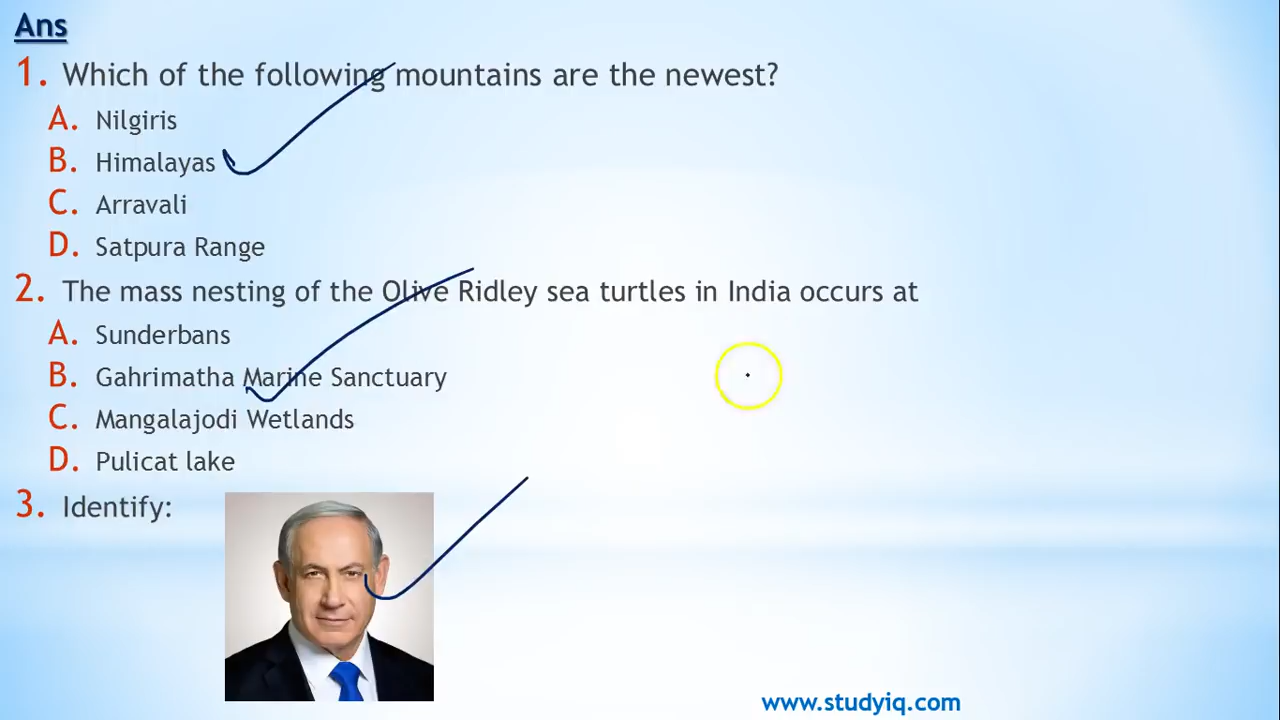 Ans
1. Which of the following mountains are the newest?
A. Nilgiris
B. Himalayas
C. Arravali
D. Satpura Range
2. The mass nesting of the Olive Ridley sea turtles in India occurs at
A. Sunderbans
B. Gahrimatha Marine Sanctuary
C. Mangalajodi Wetlands
D. Pulicat lake
3. Identify:
www.studyiq.com